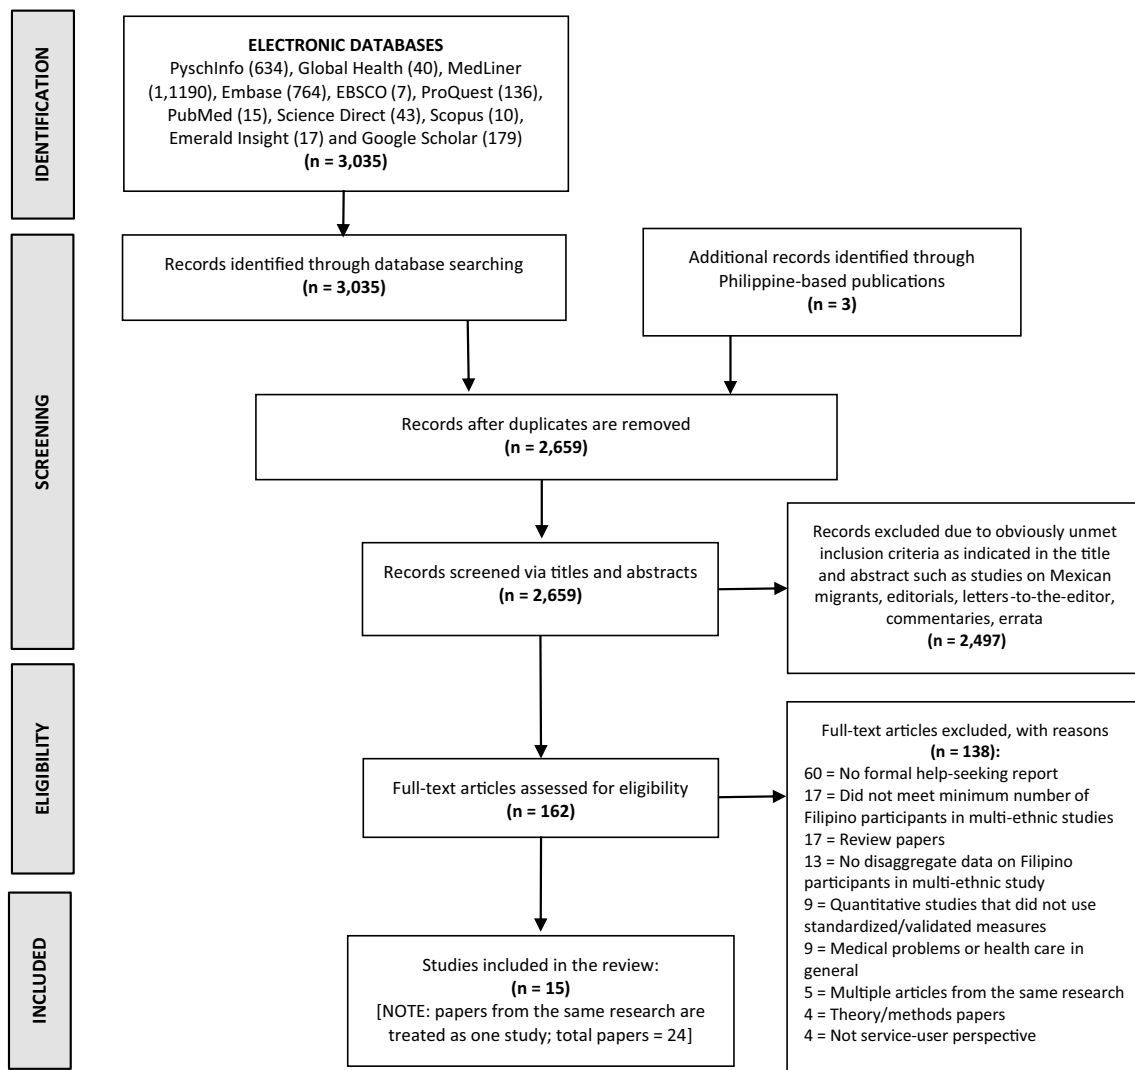 IDENTIFICATION
ELECTRONIC DATABASES
PyschInfo (634), Global Health (40), MedLiner
(1,1190), Embase (764), EBSCO (7), ProQuest (136),
PubMed (15), Science Direct (43), Scopus (10),
Emerald Insight (17) and Google Scholar (179)
(n = 3,035)
SCREENING
Records identified through database searching
(n = 3,035)
Additional records identified through
Philippine-based publications
(n = 3)
Records after duplicates are removed
(n = 2,659)
Records screened via titles and abstracts
(n = 2,659)
Records excluded due to obviously unmet
inclusion criteria as indicated in the title
and abstract such as studies on Mexican
migrants, editorials, letters-to-the-editor,
commentaries, errata
(n = 2,497)
ELIGIBILITY
Full-text articles assessed for eligibility
(n = 162)
Full-text articles excluded, with reasons
(n = 138):
60 = No formal help-seeking report
17 = Did not meet minimum number of
Filipino participants in multi-ethnic studies
17 = Review papers
13 = No disaggregate data on Filipino
participants in multi-ethnic study
9 = Quantitative studies that did not use
standardized/validated measures
9 = Medical problems or health care in
general
5 = Multiple articles from the same research
4 = Theory/methods papers
4 = Not service-user perspective
INCLUDED
Studies included in the review:
(n = 15)
[NOTE: papers from the same research are
treated as one study; total papers = 24]